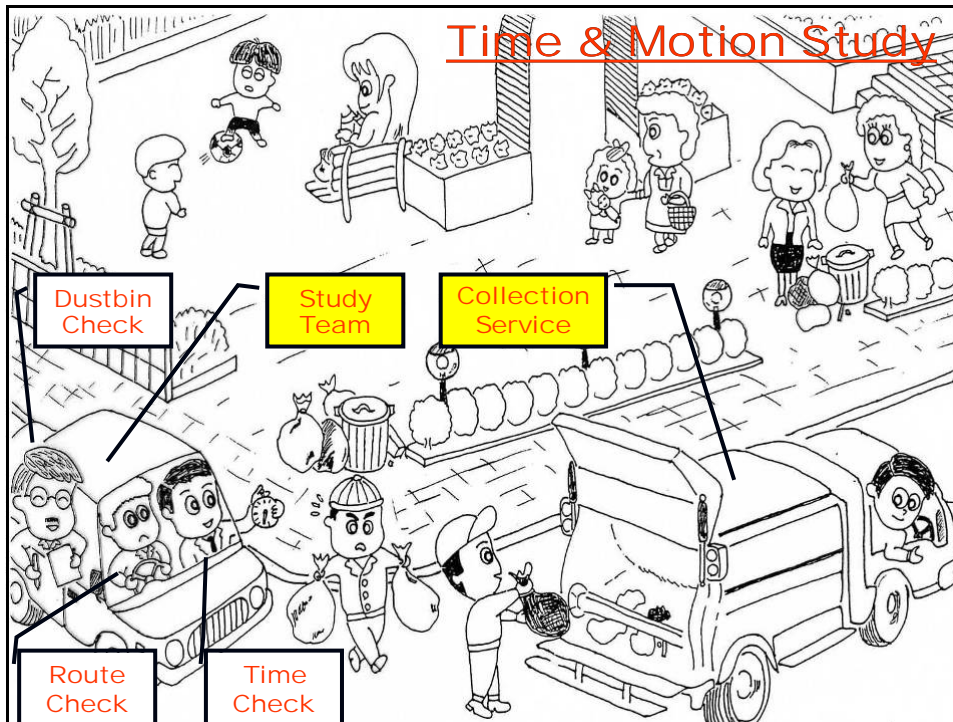 Time & Motion Study
Dustbin
Check
Study
Team
Collection
Service
Route
Check
Time
Check